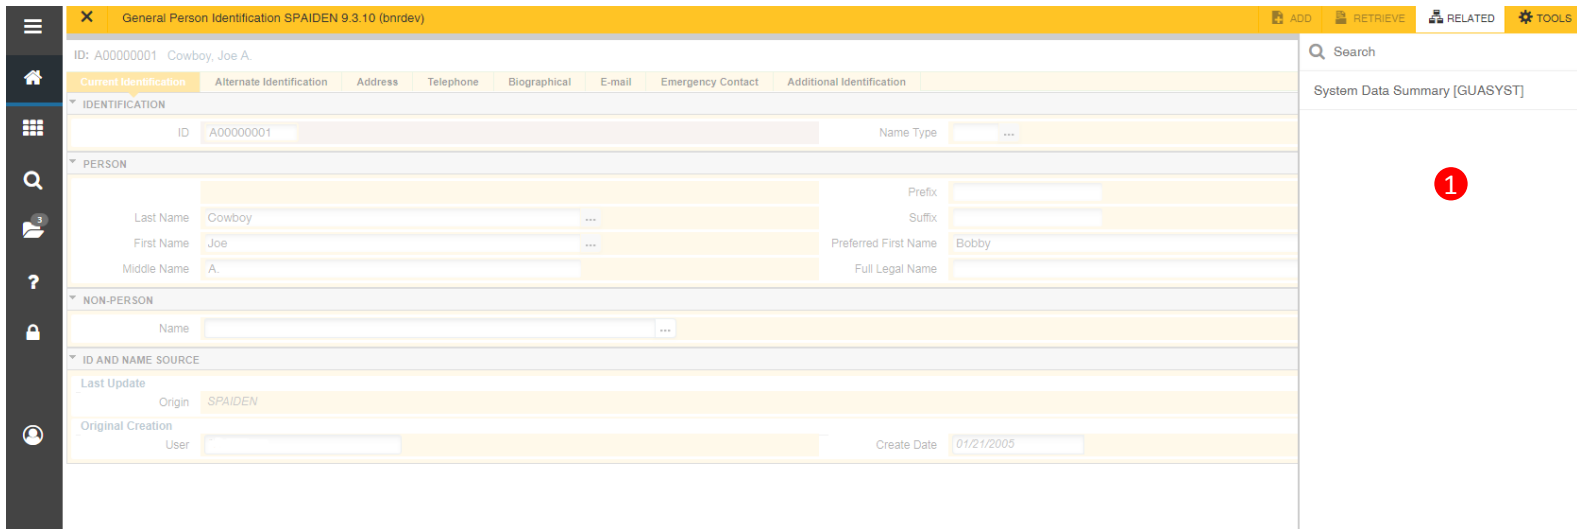 General Person Identification SPAIDEN 9.3.10 (bnrdev) ADD RETRIEVE RELATED TOOLS
ID: A00000001 Cowboy, Joe A.
Search
Current Identification Alternate Identification Address Telephone Biographical E-mail Emergency Contact Additional Identification
System Data Summary [GUASYST]
IDENTIFICATION
ID A00000001 Name Type ...
PERSON
1
Prefix
3
Last Name Cowboy ... Suffix
First Name Joe ... Preferred First Name Bobby
Middle Name A. Full Legal Name
?
NON-PERSON
Name ...
ID AND NAME SOURCE
Last Update
Origin SPAIDEN
Original Creation
User Create Date 01/21/2005